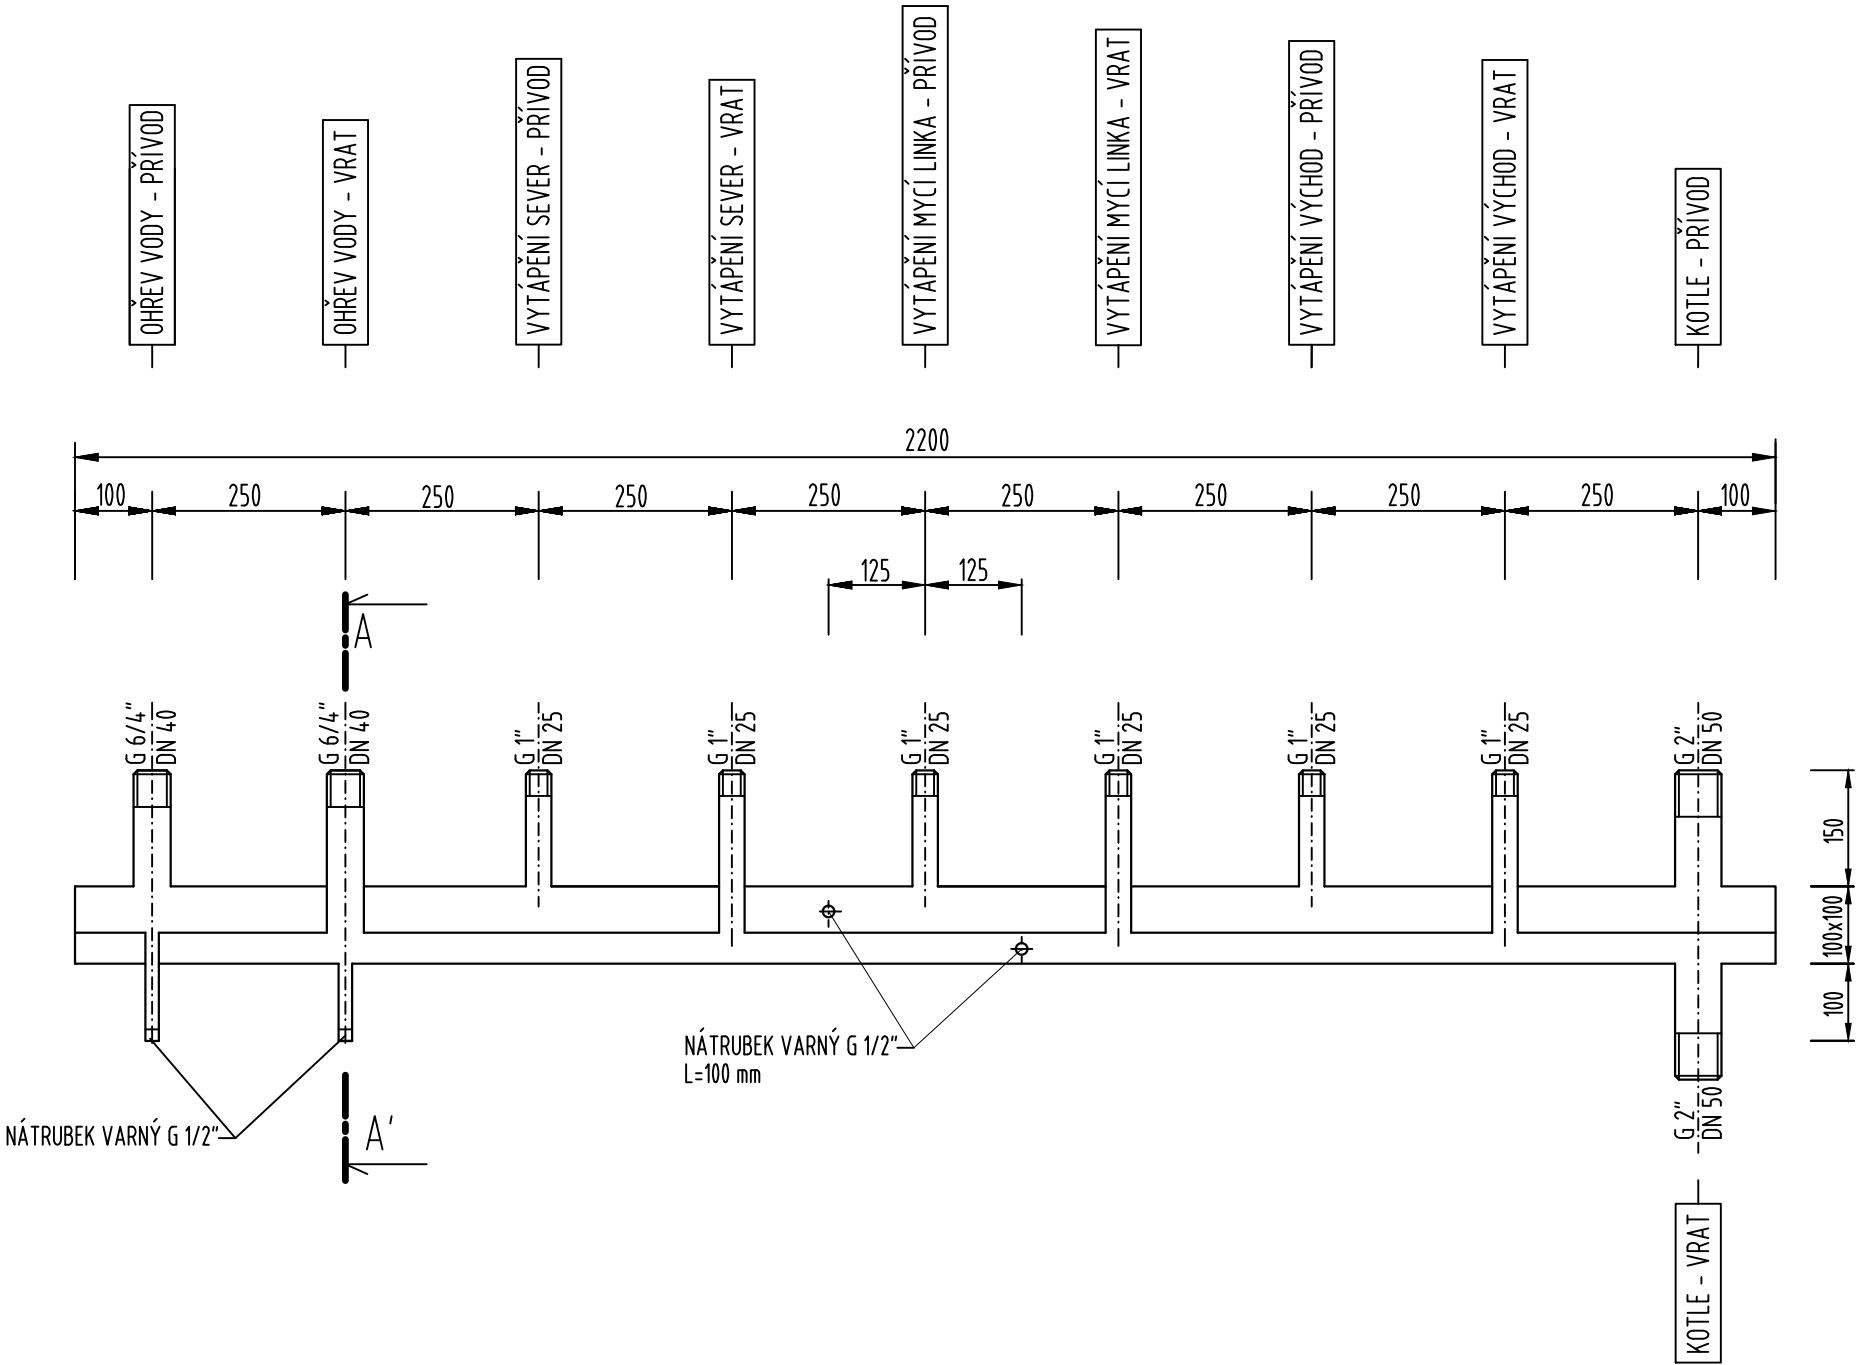 OHŘEV VODY - PŘÍVOD
OHŘEV VODY - VRAT
VYTÁPĚNÍ SEVER - PŘÍVOD
VYTÁPĚNÍ SEVER - VRAT
VYTÁPĚNÍ MYCÍ LINKA - PŘÍVOD
VYTÁPĚNÍ MYCÍ LINKA - VRAT
VYTÁPĚNÍ VÝCHOD - PŘÍVOD
VYTÁPĚNÍ VÝCHOD - VRAT
KOTLE - PŘÍVOD
2200
100
250
250
250
250
250
250
250
250
100
125
125
A
G 6/4"
DN 40
G 6/4"
DN 40
G 1"
DN 25
G 1"
DN 25
G 1"
DN 25
G 1"
DN 25
G 1"
DN 25
G 1"
DN 25
G 2"
DN 50
150
100x100
100
NÁTRUBEK VARNÝ G 1/2"
L=100 mm
NÁTRUBEK VARNÝ G 1/2"
A'
G 2"
DN 50
KOTLE - VRAT